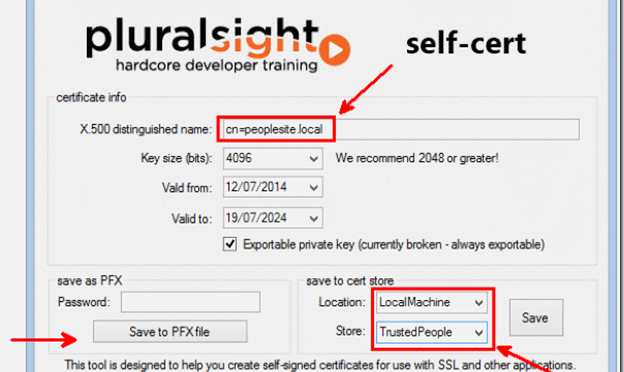 pluralsight
hardcore developer training
self-cert
certificate info
X.500 distinguished name: cn=peoplesite.local
Key size (bits): 4096 We recommend 2048 or greater!
Valid from: 12/07/2014
Valid to: 19/07/2024
Exportable private key (currently broken - always exportable)
save as PFX
Password:
Save to PFX file
save to cert store
Location: LocalMachine
Store: TrustedPeople
Save
This tool is designed to help you create self-signed certificates for use with SSL and other applications.